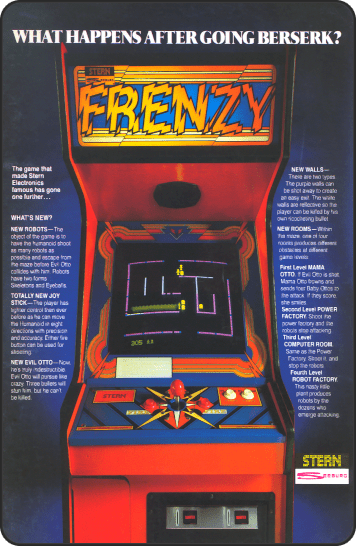 WHAT HAPPENS AFTER GOING BERSERK?
STERN
FRENZY
The game that
made Stern
Electronics
famous has gone
one further...
WHAT'S NEW?
NEW ROBOTS—The
object of the game is to
have the humanoid shoot
as many robots as
possible and escape from
the maze before Evil Otto
collides with him. Robots
have two forms
Skeletons and Eyeballs.
TOTALLY NEW JOY
STICK—The player has
tighter control than ever
before as he can move
the Humanoid in eight
directions with precision
and accuracy. Either fire
button can be used for
shooting.
NEW EVIL OTTO—Now,
he's truly indestructible.
Evil Otto will pursue like
crazy. Three bullets will
stun him, but he can't
be killed.
NEW WALLS—
There are two types.
The purple walls can
be shot away to create
an easy exit. The white
walls are reflective so the
player can be killed by his
own ricocheting bullet.
NEW ROOMS—Within
the maze, one of four
rooms produces different
obstacles at different
game levels.
First Level MAMA
OTTO. If Evil Otto is shot
Mama Otto frowns and
sends four Baby Ottos to
the attack. If they score
she smiles.
Second Level POWER
FACTORY. Shoot the
power factory and the
robots stop attacking.
Third Level
COMPUTER ROOM.
Same as the Power
Factory. Shoot it, and
stop the robots.
Fourth Level
ROBOT FACTORY.
This nasty little
plant produces
robots by the
dozens who
emerge attacking.
STERN
STERN
Seeburg